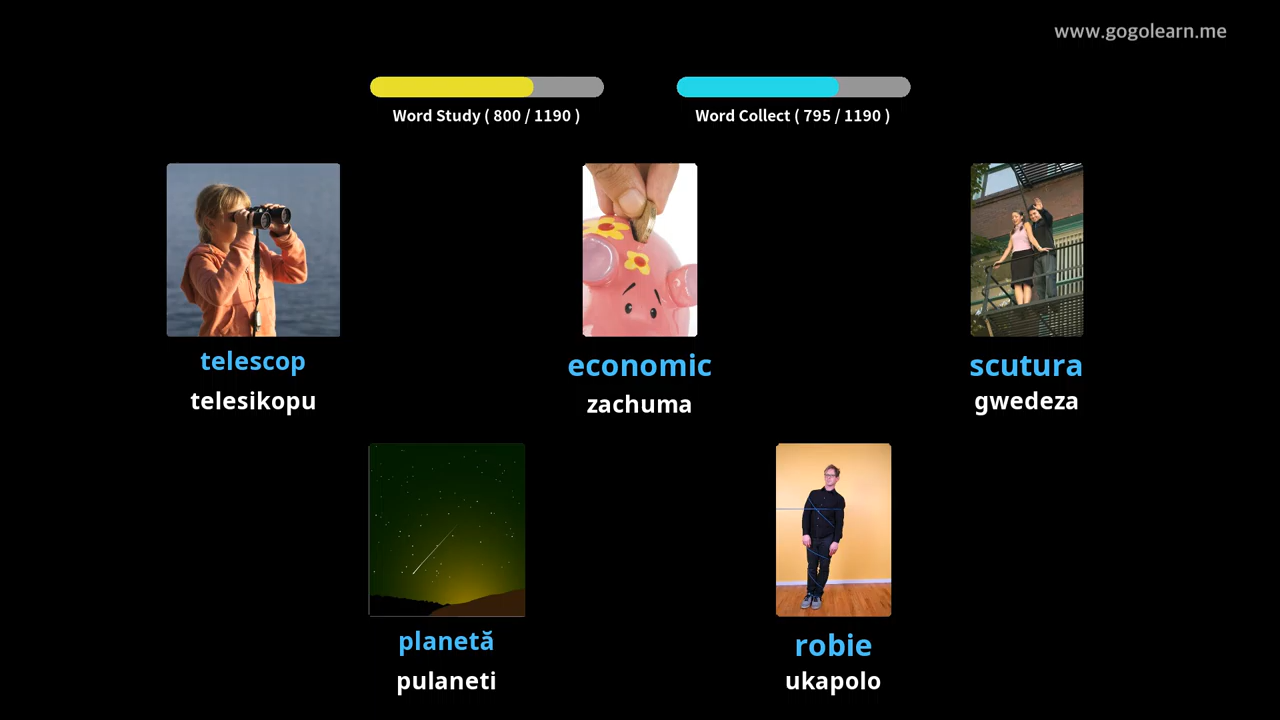 www.gogolearn.me
Word Study ( 800 / 1190 )
Word Collect ( 795 / 1190 )
telescop
telesikopu
economic
zachuma
scutura
gwedeza
planetă
pulaneti
robie
ukapolo